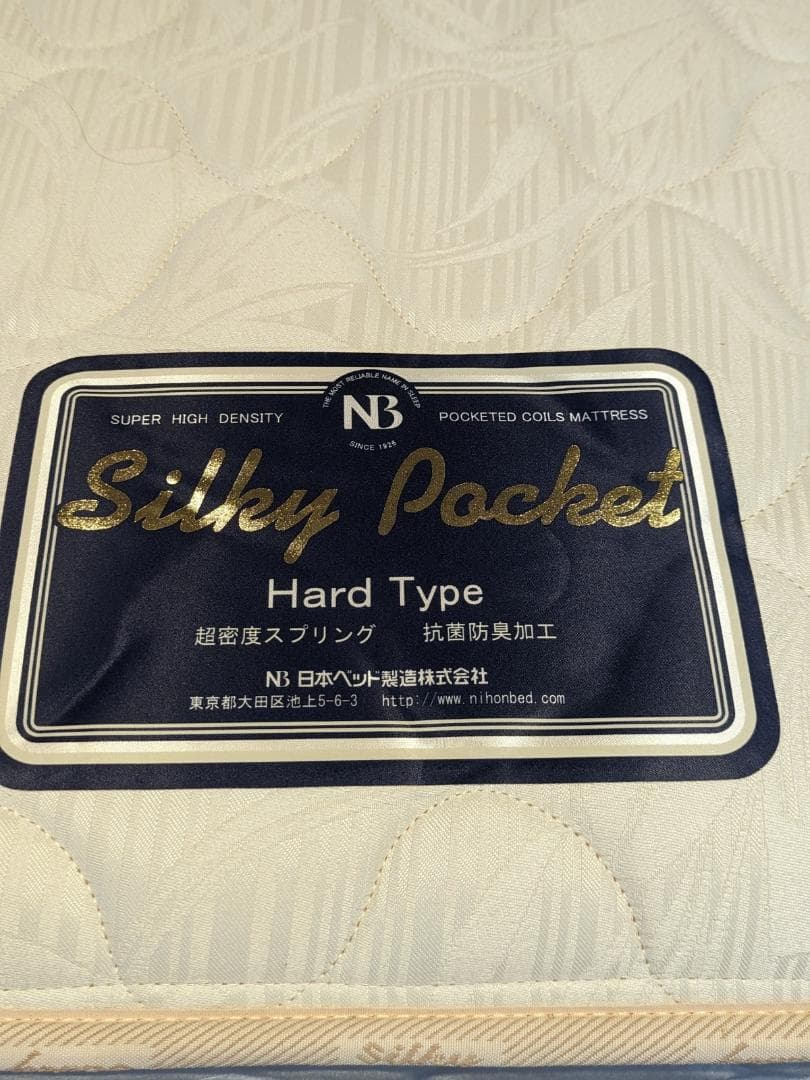 THE MOST RELIABLE NAME IN SLEEP
SUPER HIGH DENSITY NB POCKETED COILS MATTRESS
SINCE 1926
Silky Pocket
Hard Type
超密度スプリング 抗菌防臭加工
NB 日本ベッド製造株式会社
東京都大田区池上5-6-3 http://www.nihonbed.com
Silky